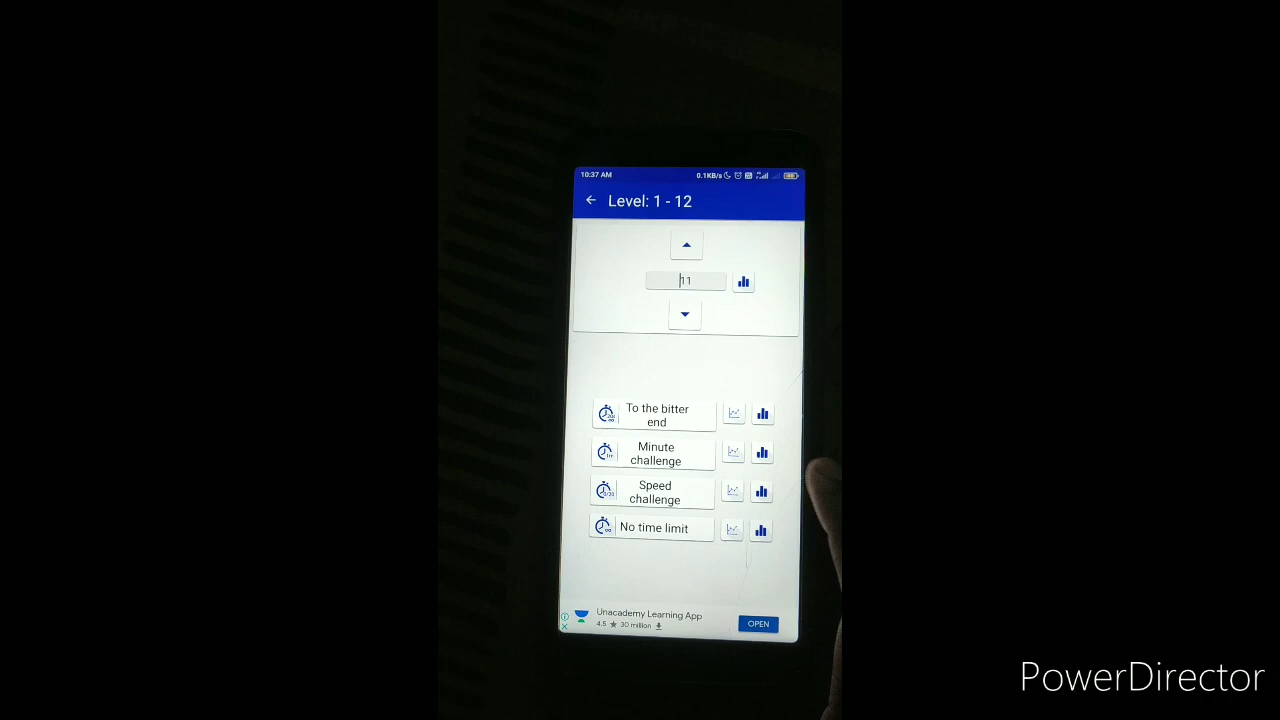 10:37 AM 0.1KB/s
Level: 1 - 12
11
To the bitter
end
Minute
challenge
Speed
challenge
No time limit
Unacademy Learning App
4.5 ★ 30 million
OPEN
PowerDirector